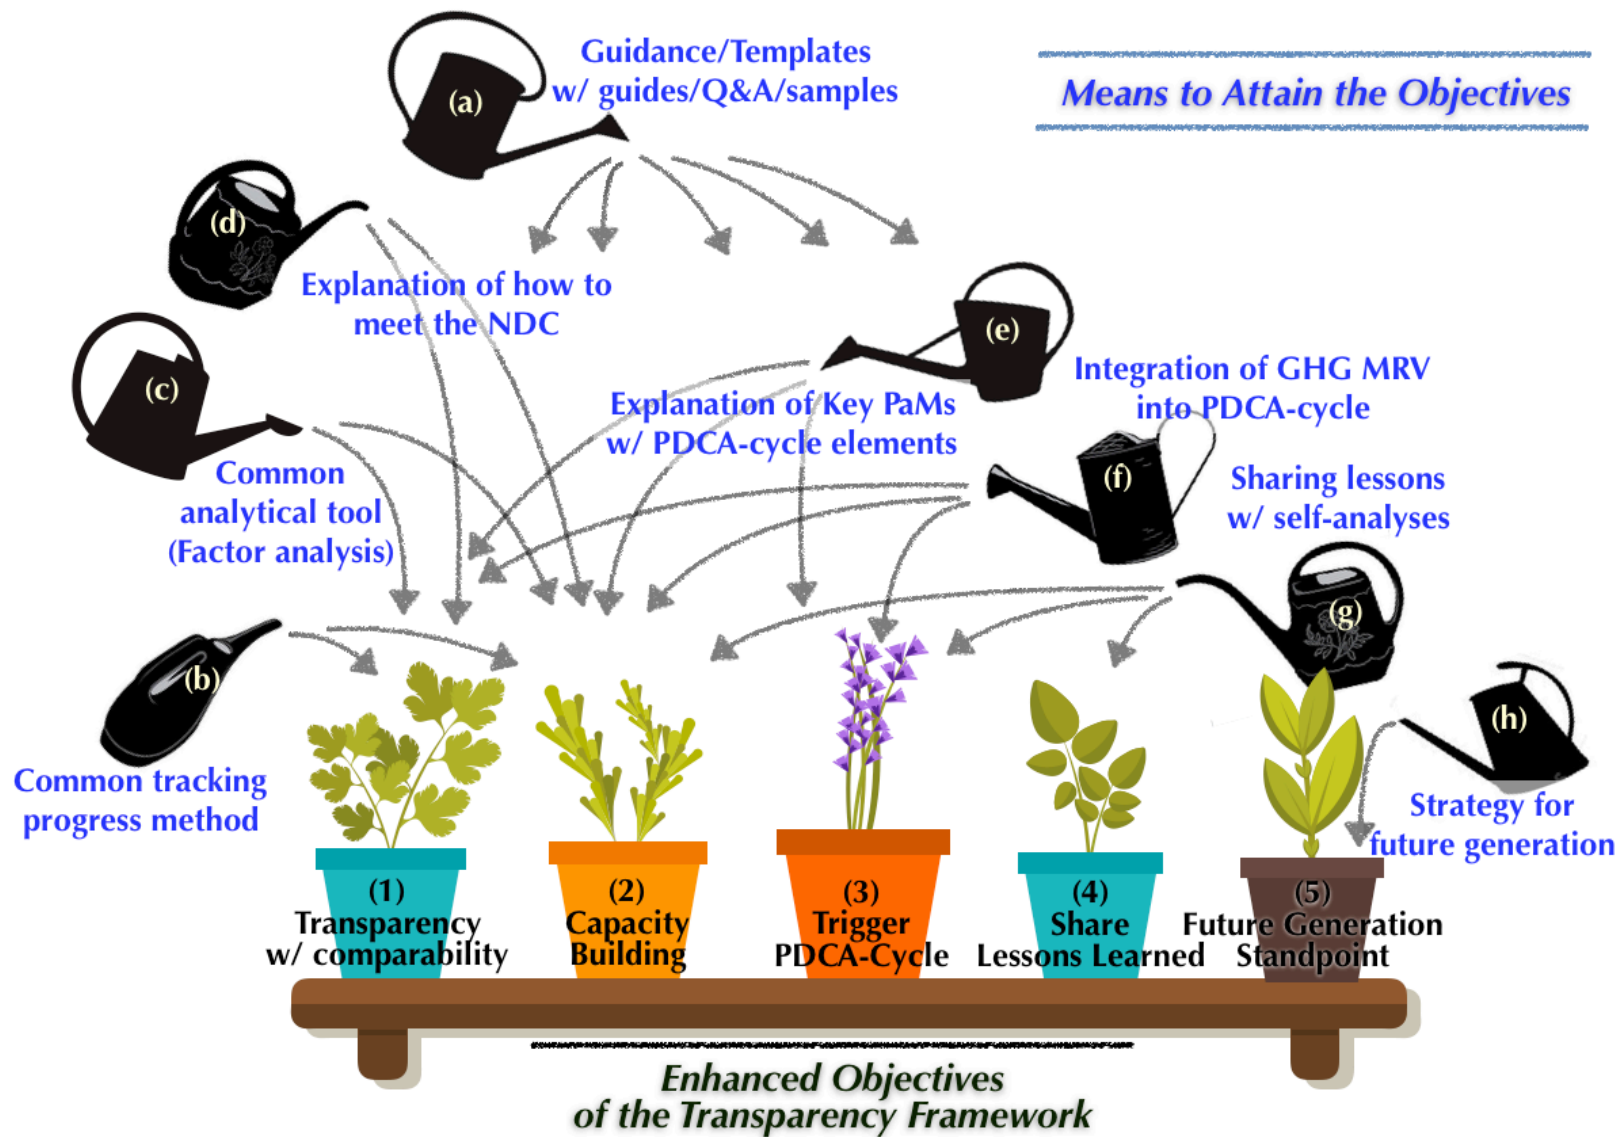 (a)
Guidance/Templates
w/ guides/Q&A/samples
Means to Attain the Objectives
(d)
Explanation of how to
meet the NDC
(e)
(c)
Explanation of Key PaMs
w/ PDCA-cycle elements
Integration of GHG MRV
into PDCA-cycle
(f)
Common
analytical tool
(Factor analysis)
Sharing lessons
w/ self-analyses
(g)
(b)
Common tracking
progress method
(h)
Strategy for
future generation
(1)
Transparency
w/ comparability
(2)
Capacity
Building
(3)
Trigger
PDCA-Cycle
(4)
Share
Lessons Learned
(5)
Future Generation
Standpoint
Enhanced Objectives
of the Transparency Framework